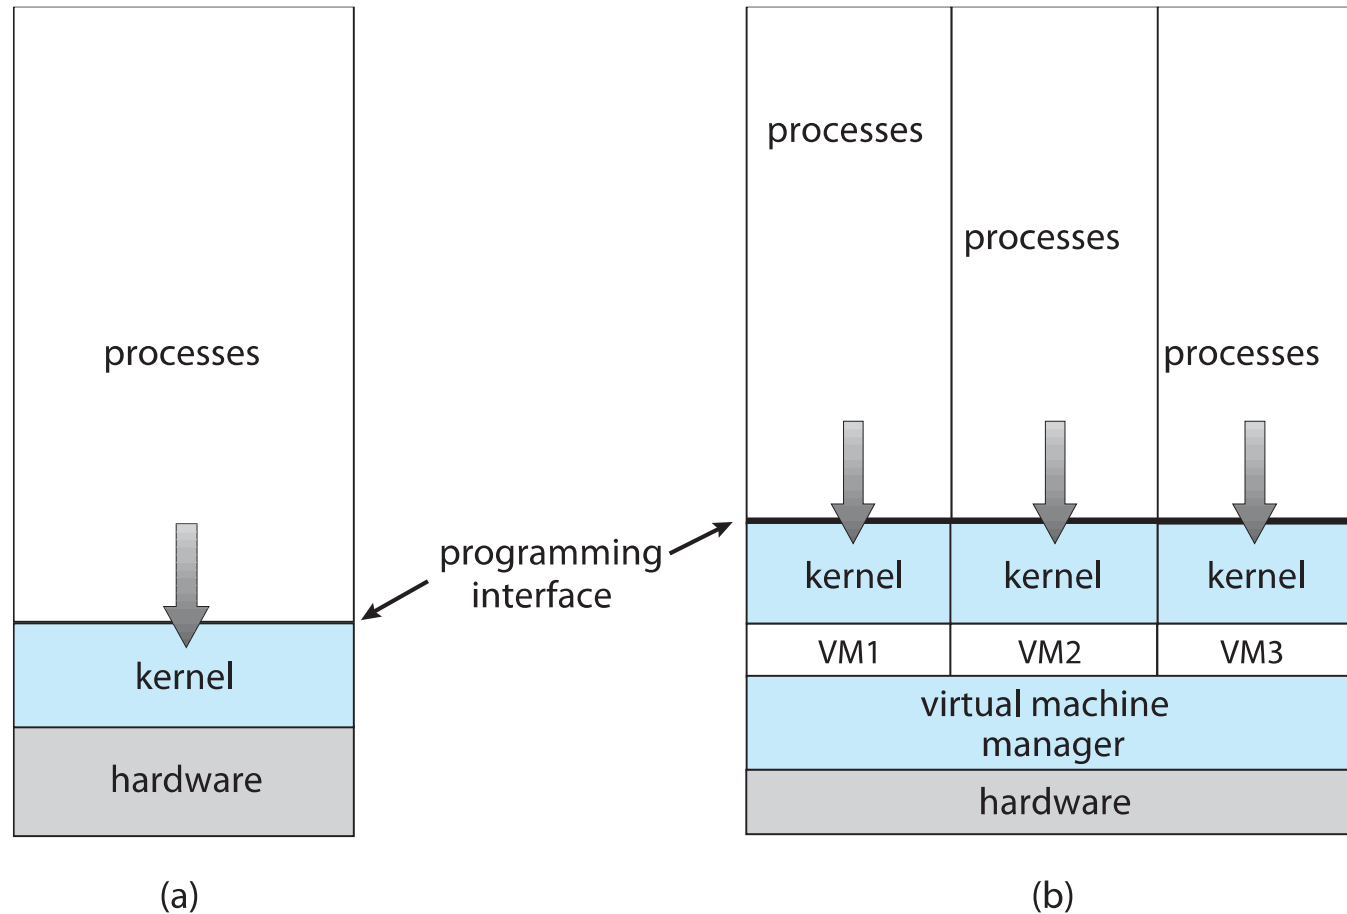 processes
kernel
hardware
(a)
programming
interface
processes
processes
processes
kernel
kernel
kernel
VM1
VM2
VM3
virtual machine
manager
hardware
(b)